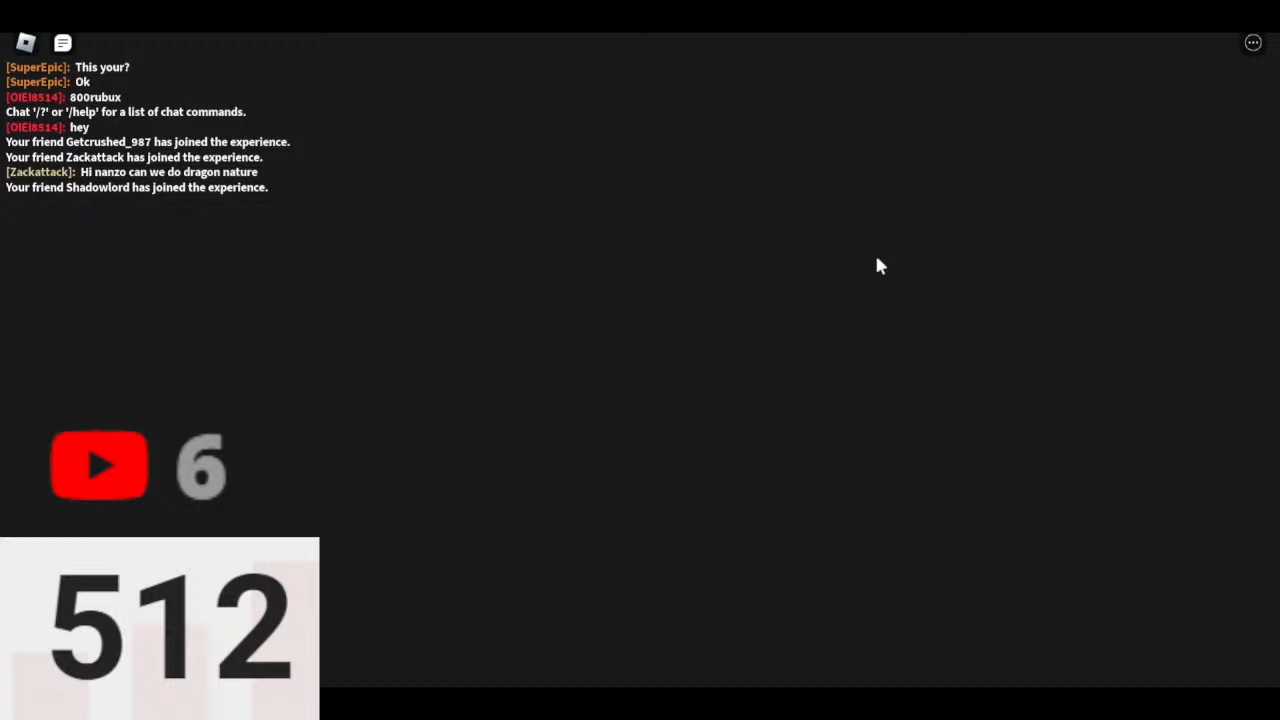 [SuperEpic]: This your?
[SuperEpic]: Ok
[OIEI8514]: 800rubux
Chat '/?' or '/help' for a list of chat commands.
[OIEI8514]: hey
Your friend Getcrushed_987 has joined the experience.
Your friend Zackattack has joined the experience.
[Zackattack]: Hi nanzo can we do dragon nature
Your friend Shadowlord has joined the experience.
6
512